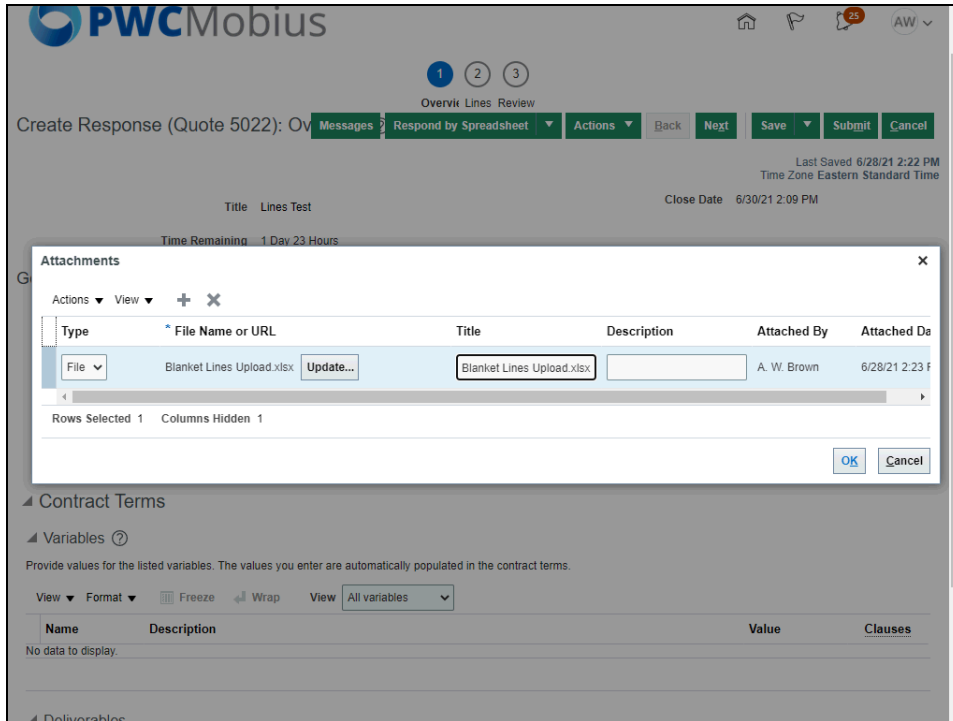 PWCMobius
25
AW
1 2 3
Overvie Lines Review
Create Response (Quote 5022): Ov
Messages ? Respond by Spreadsheet Actions Back Next Save Submit Cancel
Last Saved 6/28/21 2:22 PM
Time Zone Eastern Standard Time
Title Lines Test
Close Date 6/30/21 2:09 PM
Time Remaining 1 Day 23 Hours
G
Attachments
Actions View
Type * File Name or URL Title Description Attached By Attached Da
File Blanket Lines Upload.xlsx Update... Blanket Lines Upload.xlsx A. W. Brown 6/28/21 2:23 P
Rows Selected 1 Columns Hidden 1
OK Cancel
Contract Terms
Variables ?
Provide values for the listed variables. The values you enter are automatically populated in the contract terms.
View Format Freeze Wrap View All variables
Name Description Value Clauses
No data to display.
Deliverables